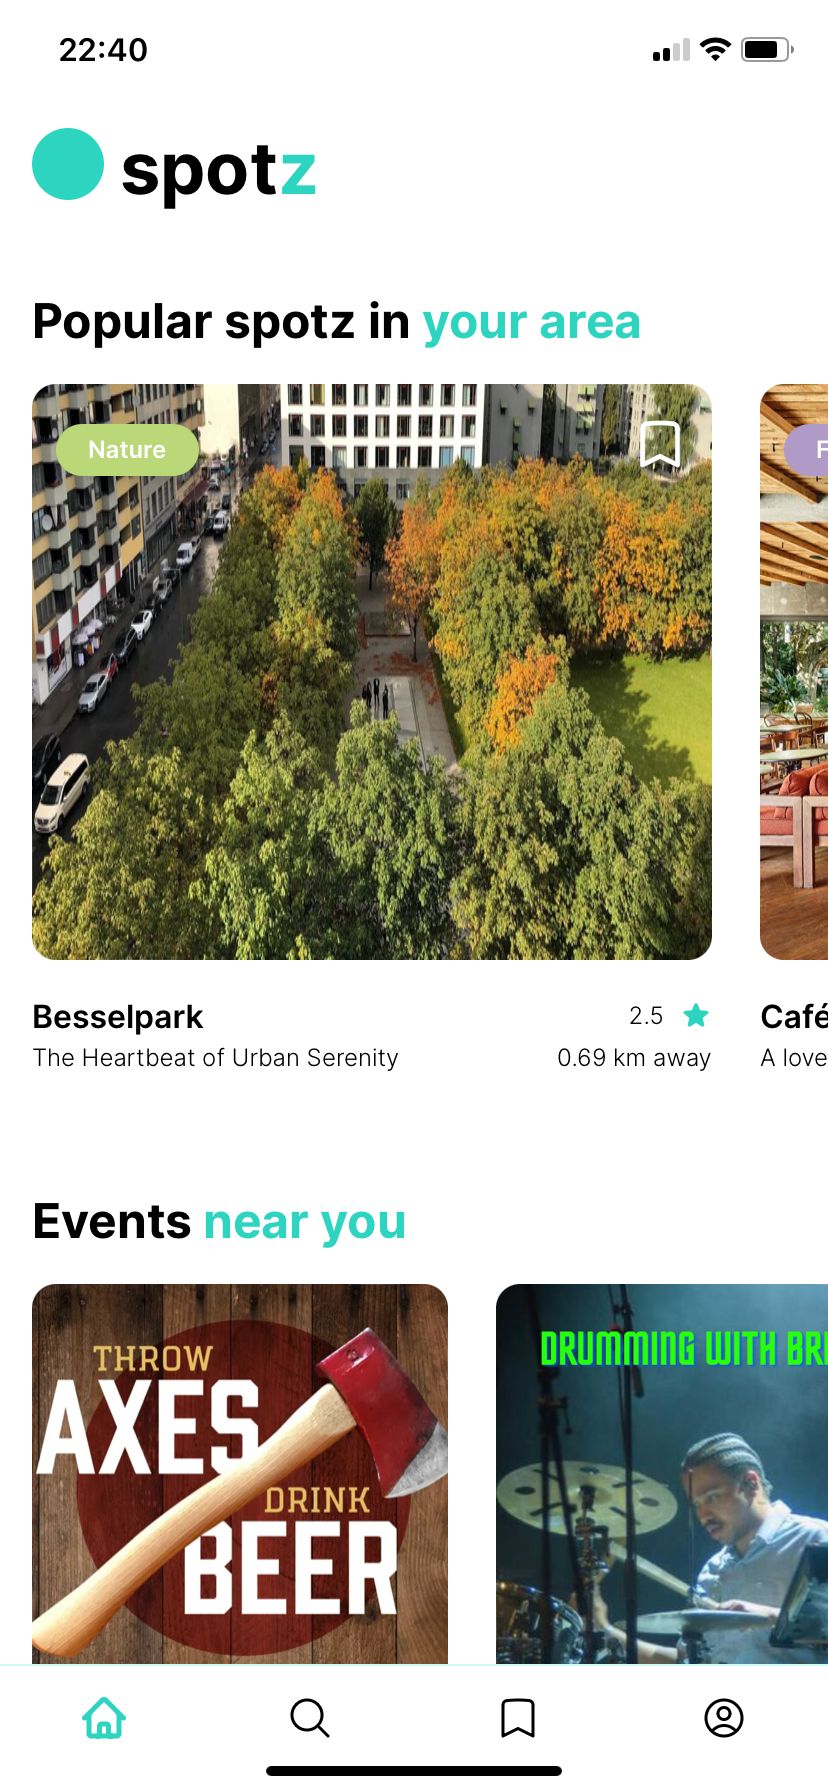 22:40
spotz
Popular spotz in your area
Nature
F
Besselpark
2.5
The Heartbeat of Urban Serenity
0.69 km away
Café
A love
Events near you
THROW
AXES
DRINK
BEER
DRUMMING WITH BR